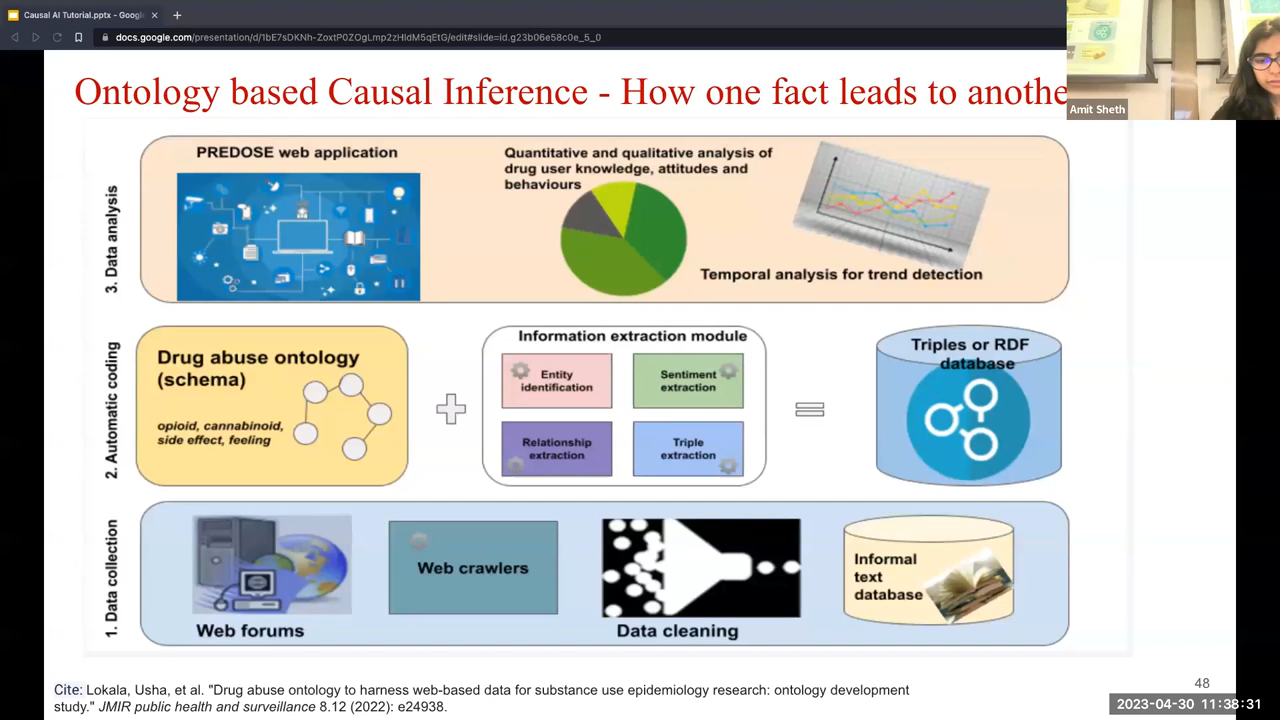 Causal AI Tutorial.pptx - Goog
docs.google.com/presentation/d/1bE7sDKNh-ZoxtP0ZOgLmp2zHIdM5qEtG/edit#slide=id.g23b06e58c0e_5_0
Ontology based Causal Inference - How one fact leads to anothe
Amit Sheth
3. Data analysis
PREDOSE web application
Quantitative and qualitative analysis of
drug user knowledge, attitudes and
behaviours
Temporal analysis for trend detection
2. Automatic coding
Drug abuse ontology
(schema)
opioid, cannabinoid,
side effect, feeling
Information extraction module
Entity
identification
Sentiment
extraction
Relationship
extraction
Triple
extraction
Triples or RDF
database
1. Data collection
Web forums
Web crawlers
Data cleaning
Informal
text
database
Cite: Lokala, Usha, et al. "Drug abuse ontology to harness web-based data for substance use epidemiology research: ontology development
study." JMIR public health and surveillance 8.12 (2022): e24938.
48
2023-04-30 11:38:31